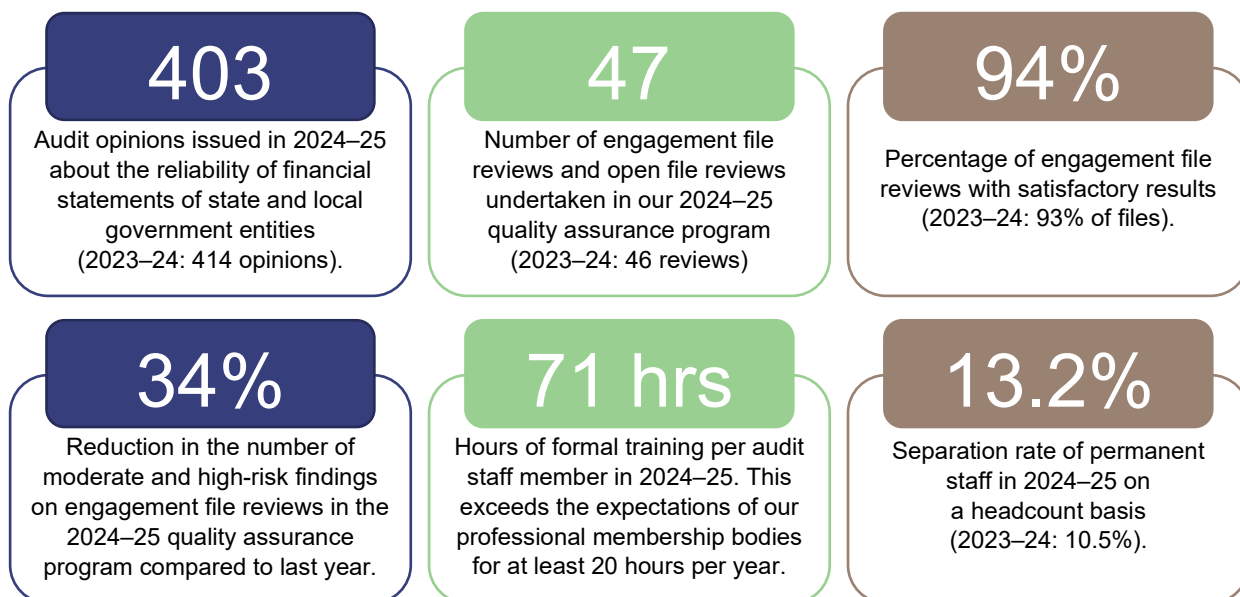 403
Audit opinions issued in 2024–25
about the reliability of financial
statements of state and local
government entities
(2023–24: 414 opinions).
47
Number of engagement file
reviews and open file reviews
undertaken in our 2024–25
quality assurance program
(2023–24: 46 reviews)
94%
Percentage of engagement file
reviews with satisfactory results
(2023–24: 93% of files).
34%
Reduction in the number of
moderate and high-risk findings
on engagement file reviews in the
2024–25 quality assurance
program compared to last year.
71 hrs
Hours of formal training per audit
staff member in 2024–25. This
exceeds the expectations of our
professional membership bodies
for at least 20 hours per year.
13.2%
Separation rate of permanent
staff in 2024–25 on
a headcount basis
(2023–24: 10.5%).